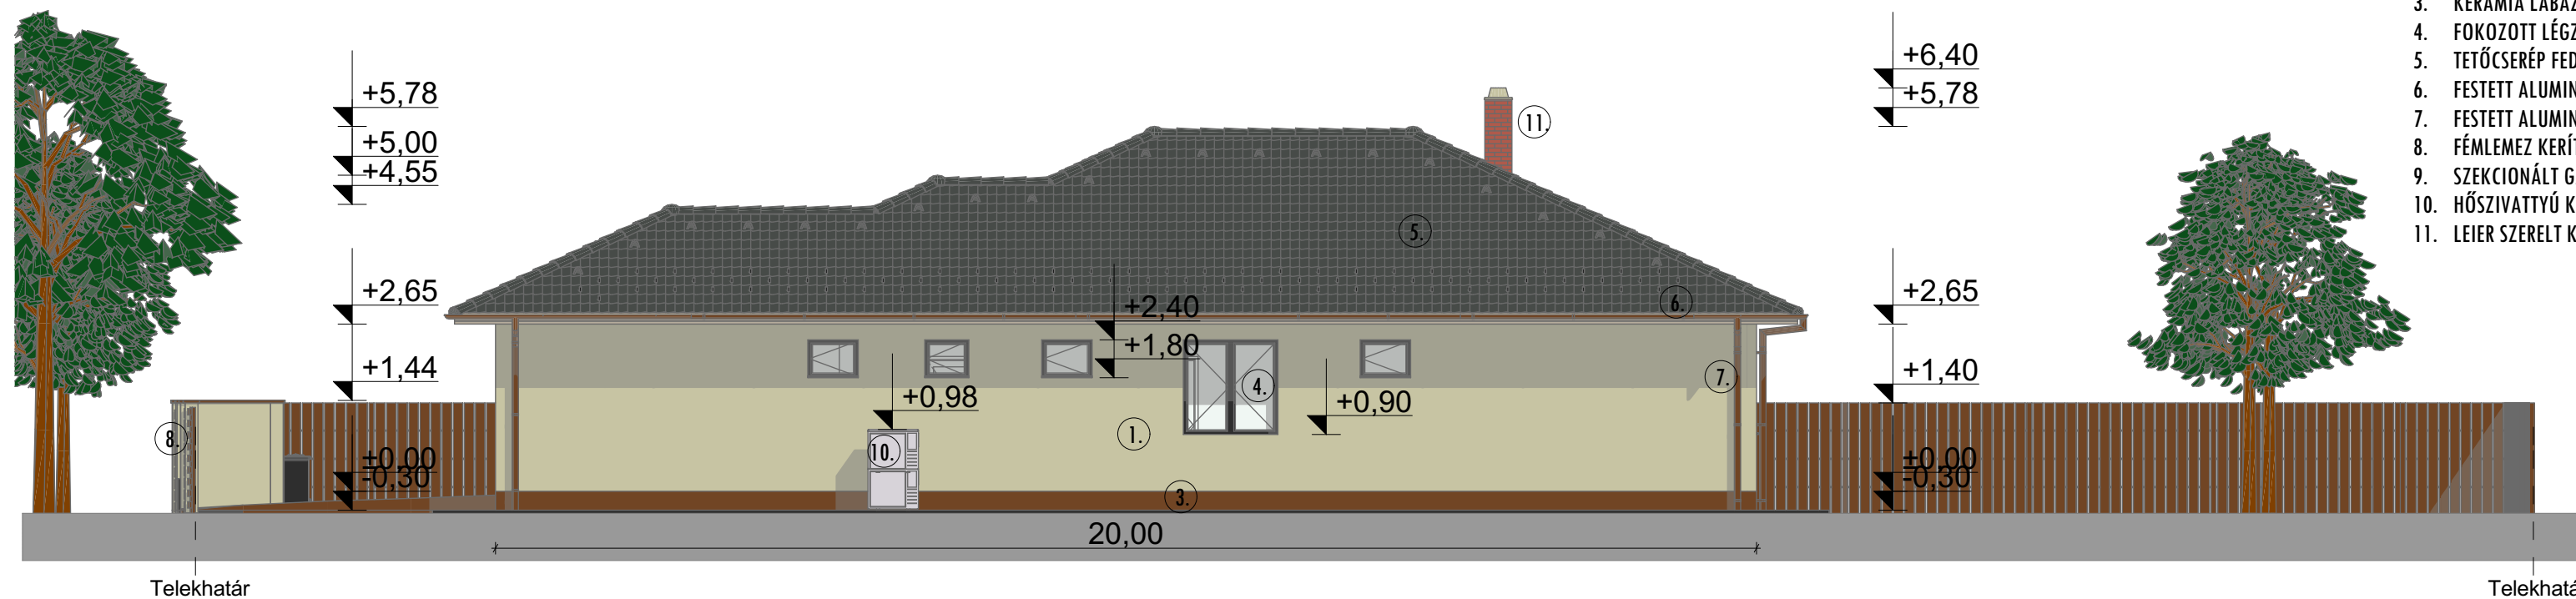 3. KERÁMIA LÁBAZ
4. FOKOZOTT LÉGZ
5. TETŐCSERÉP FED
6. FESTETT ALUMIN
7. FESTETT ALUMIN
8. FÉMLEMEZ KERÍT
9. SZEKCIONÁLT G
10. HŐSZIVATTYÚ K
11. LEIER SZERELT K
+5,78
+5,00
+4,55
+2,65
+1,44
±0,00
-0,30
+6,40
+5,78
+2,65
+1,40
±0,00
-0,30
+2,40
+1,80
+0,98
+0,90
11.
5.
6.
7.
4.
1.
8.
10.
3.
20,00
Telekhatár
Telekhatá